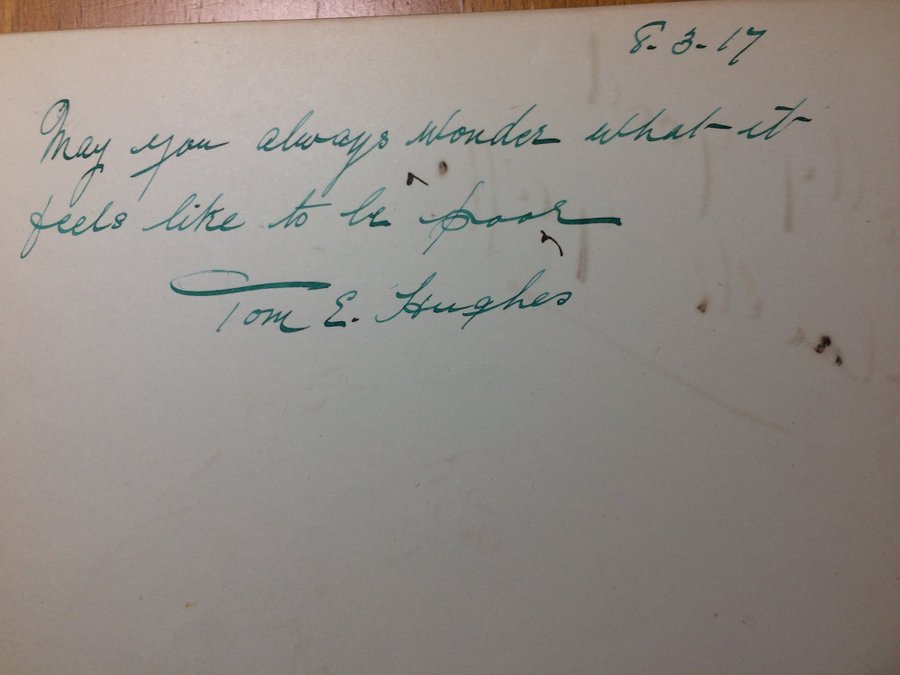 8.3.17
May you always wonder what it
feels like to be poor
Tom E. Hughes